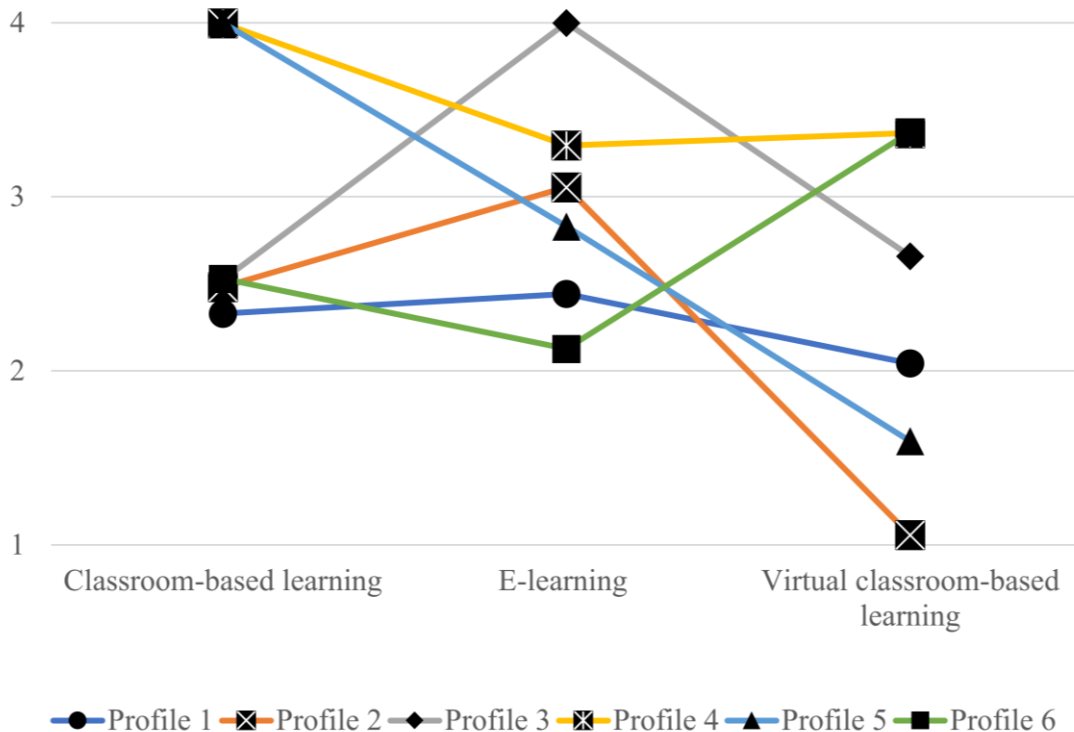 4
3
2
1
Classroom-based learning
E-learning
Virtual classroom-based
learning
Profile 1 Profile 2 Profile 3 Profile 4 Profile 5 Profile 6